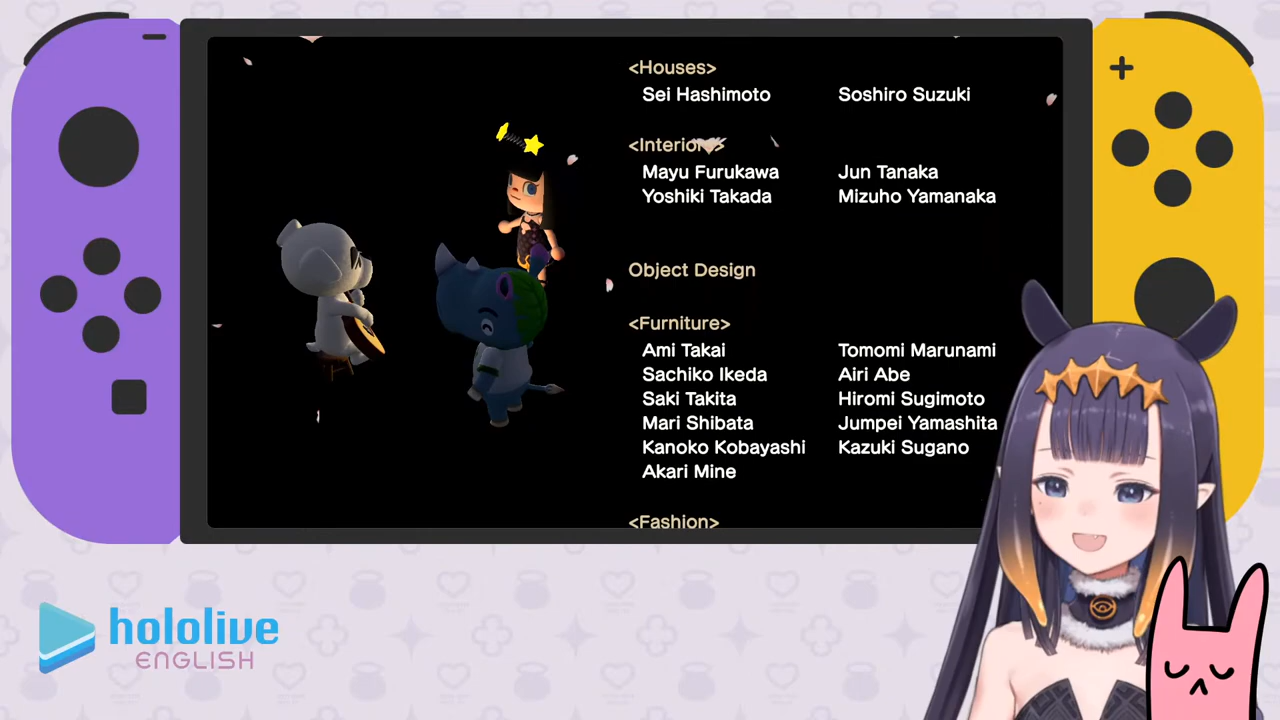 <Houses>
Sei Hashimoto Soshiro Suzuki
<Interiors>
Mayu Furukawa Jun Tanaka
Yoshiki Takada Mizuho Yamanaka
Object Design
<Furniture>
Ami Takai Tomomi Marunami
Sachiko Ikeda Airi Abe
Saki Takita Hiromi Sugimoto
Mari Shibata Jumpei Yamashita
Kanoko Kobayashi Kazuki Sugano
Akari Mine
<Fashion>
hololive
ENGLISH